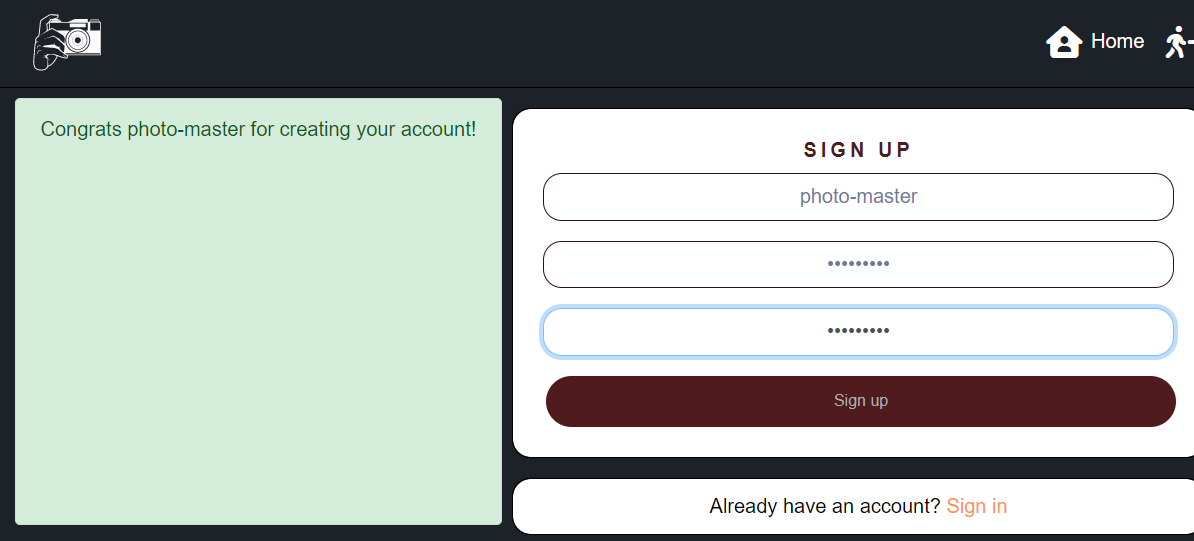 Home
Congrats photo-master for creating your account!
SIGN UP
photo-master
•••••••••
•••••••••
Sign up
Already have an account? Sign in